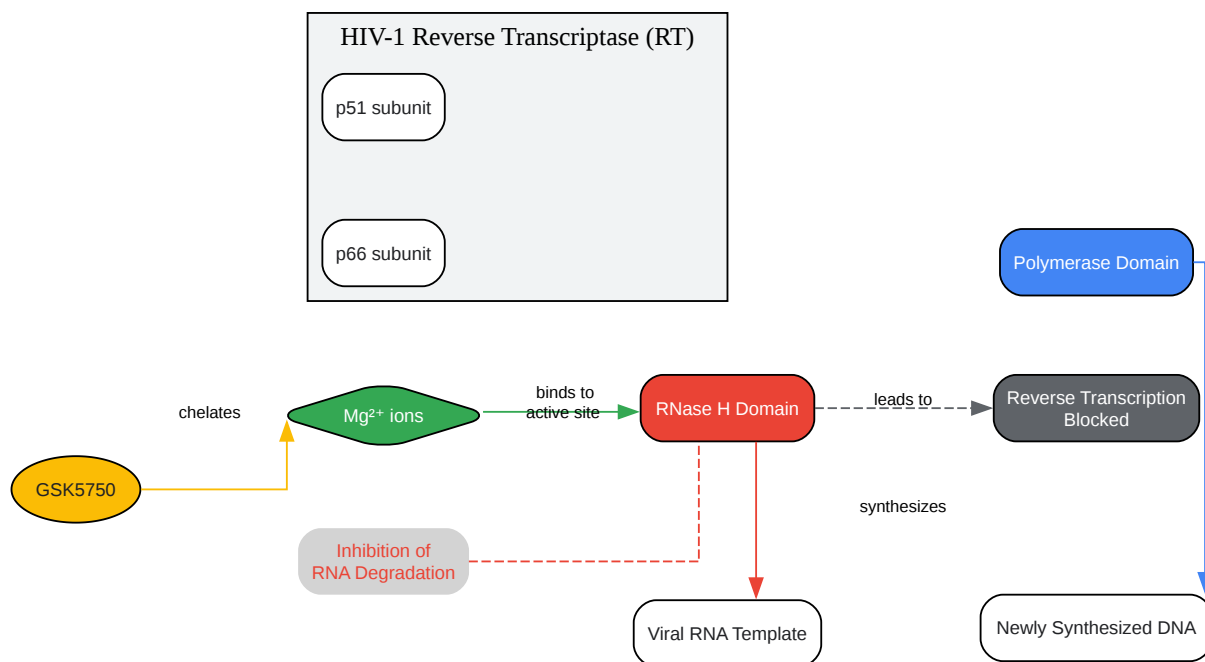 HIV-1 Reverse Transcriptase (RT)
p51 subunit
p66 subunit
Polymerase Domain
chelates
Mg²⁺ ions
binds to
active site
RNase H Domain
leads to
Reverse Transcription
Blocked
GSK5750
synthesizes
Inhibition of
RNA Degradation
Viral RNA Template
Newly Synthesized DNA